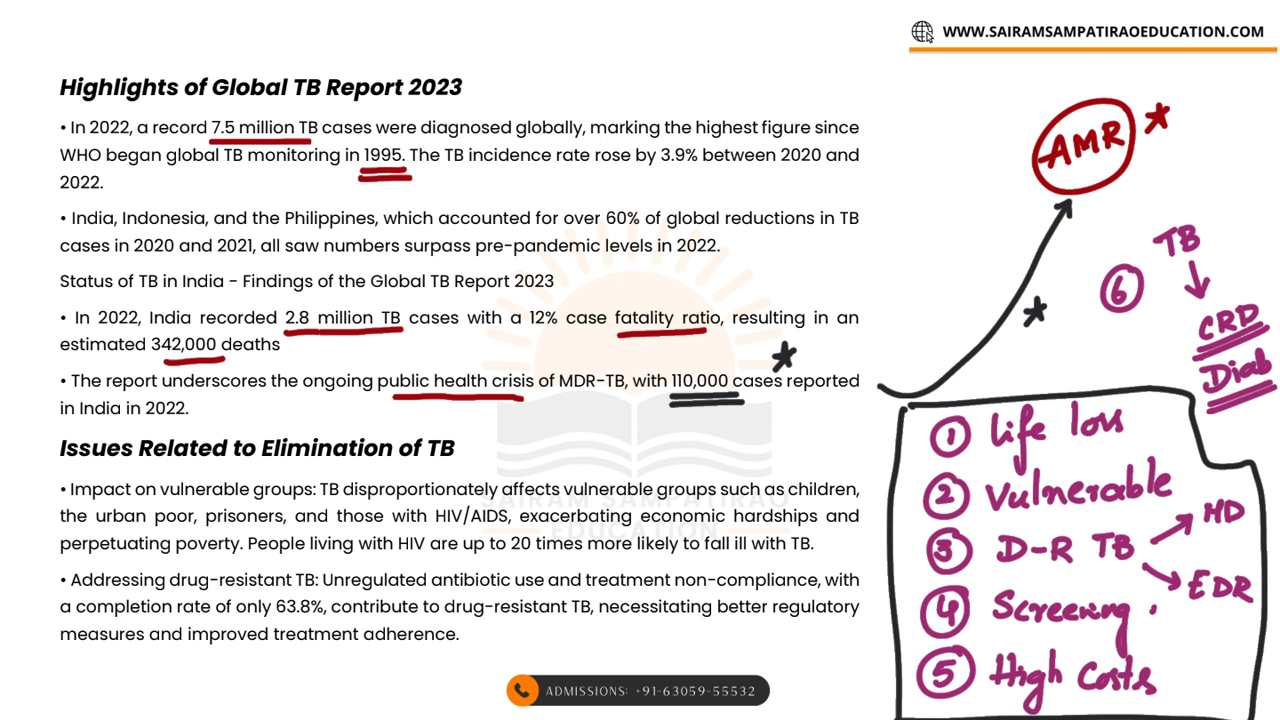 WWW.SAIRAMSAMPATIRAOEDUCATION.COM
Highlights of Global TB Report 2023
• In 2022, a record 7.5 million TB cases were diagnosed globally, marking the highest figure since
WHO began global TB monitoring in 1995. The TB incidence rate rose by 3.9% between 2020 and
2022.
• India, Indonesia, and the Philippines, which accounted for over 60% of global reductions in TB
cases in 2020 and 2021, all saw numbers surpass pre-pandemic levels in 2022.
Status of TB in India - Findings of the Global TB Report 2023
• In 2022, India recorded 2.8 million TB cases with a 12% case fatality ratio, resulting in an
estimated 342,000 deaths
• The report underscores the ongoing public health crisis of MDR-TB, with 110,000 cases reported
in India in 2022.
Issues Related to Elimination of TB
• Impact on vulnerable groups: TB disproportionately affects vulnerable groups such as children,
the urban poor, prisoners, and those with HIV/AIDS, exacerbating economic hardships and
perpetuating poverty. People living with HIV are up to 20 times more likely to fall ill with TB.
• Addressing drug-resistant TB: Unregulated antibiotic use and treatment non-compliance, with
a completion rate of only 63.8%, contribute to drug-resistant TB, necessitating better regulatory
measures and improved treatment adherence.
SAIRAM SAMPATIRAO
EDUCATION
AMR
6 TB
CRD
Diab
1 Life loss
2 Vulnerable
3 D-R TB
MD
EDR
4 Screening
5 High Costs
ADMISSIONS: +91-63059-55532